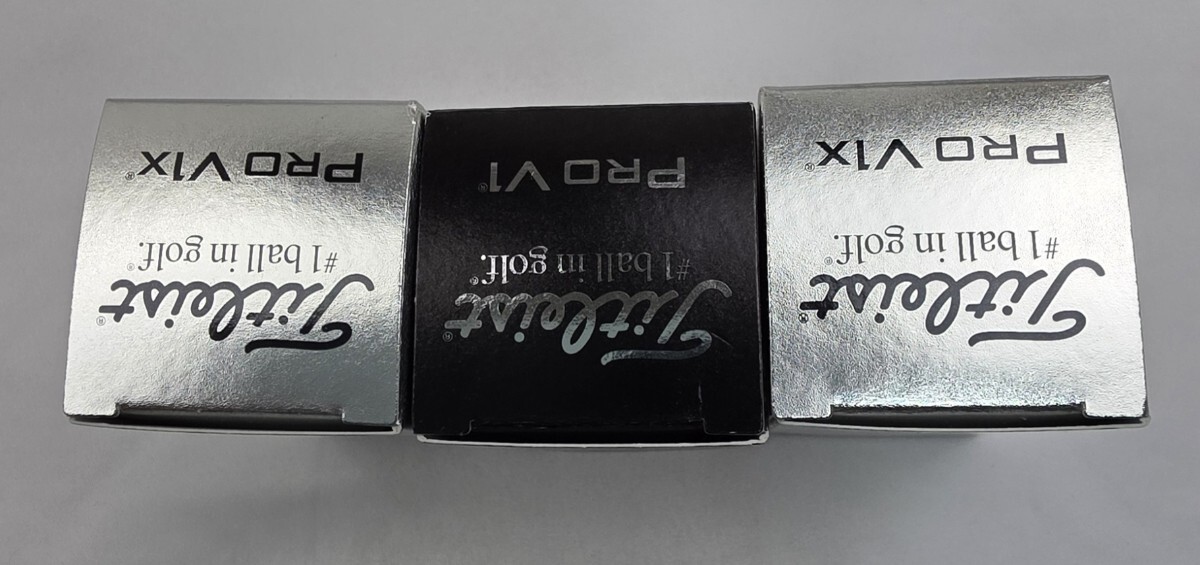 Titleist®
#1 ball in golf.®
PRO V1x®
Titleist®
#1 ball in golf.®
PRO V1®
Titleist®
#1 ball in golf.®
PRO V1x®